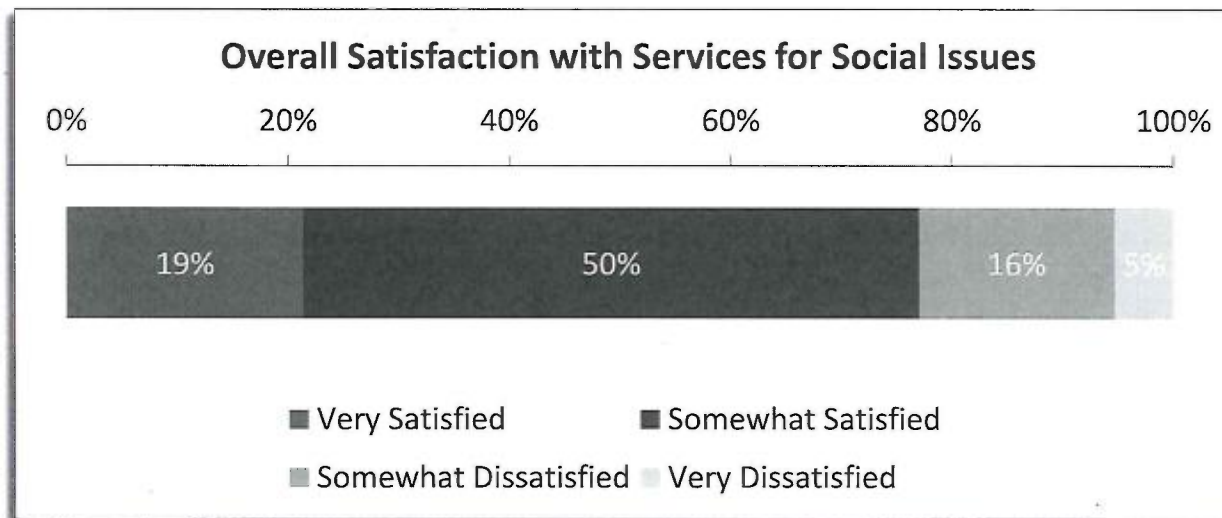 Overall Satisfaction with Services for Social Issues
0% 20% 40% 60% 80% 100%
19% 50% 16% 5%
Very Satisfied Somewhat Satisfied
Somewhat Dissatisfied Very Dissatisfied